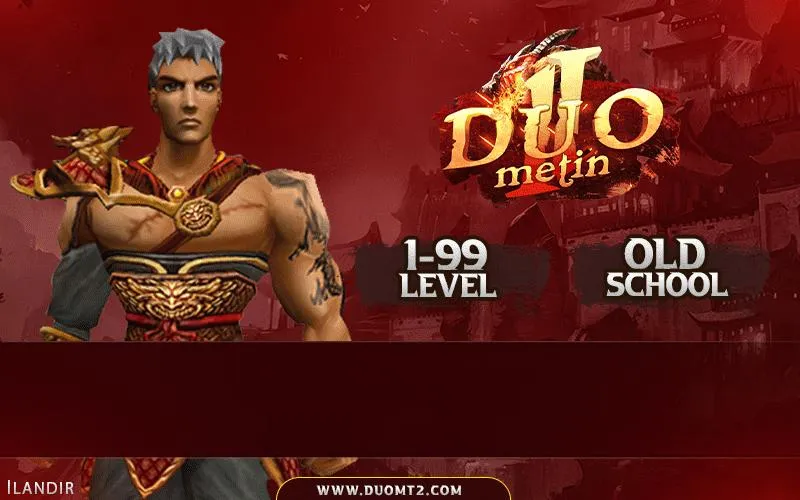 DUO
metin
1-99
LEVEL
OLD
SCHOOL
ILANDIR
WWW.DUOMT2.COM